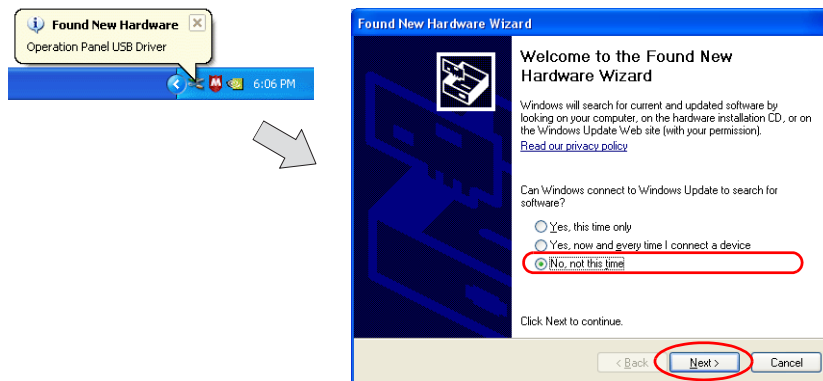 Found New Hardware
Operation Panel USB Driver
6:06 PM
Found New Hardware Wizard
Welcome to the Found New
Hardware Wizard
Windows will search for current and updated software by
looking on your computer, on the hardware installation CD, or on
the Windows Update Web site (with your permission).
Read our privacy policy
Can Windows connect to Windows Update to search for
software?
Yes, this time only
Yes, now and every time I connect a device
No, not this time
Click Next to continue.
< Back
Next >
Cancel